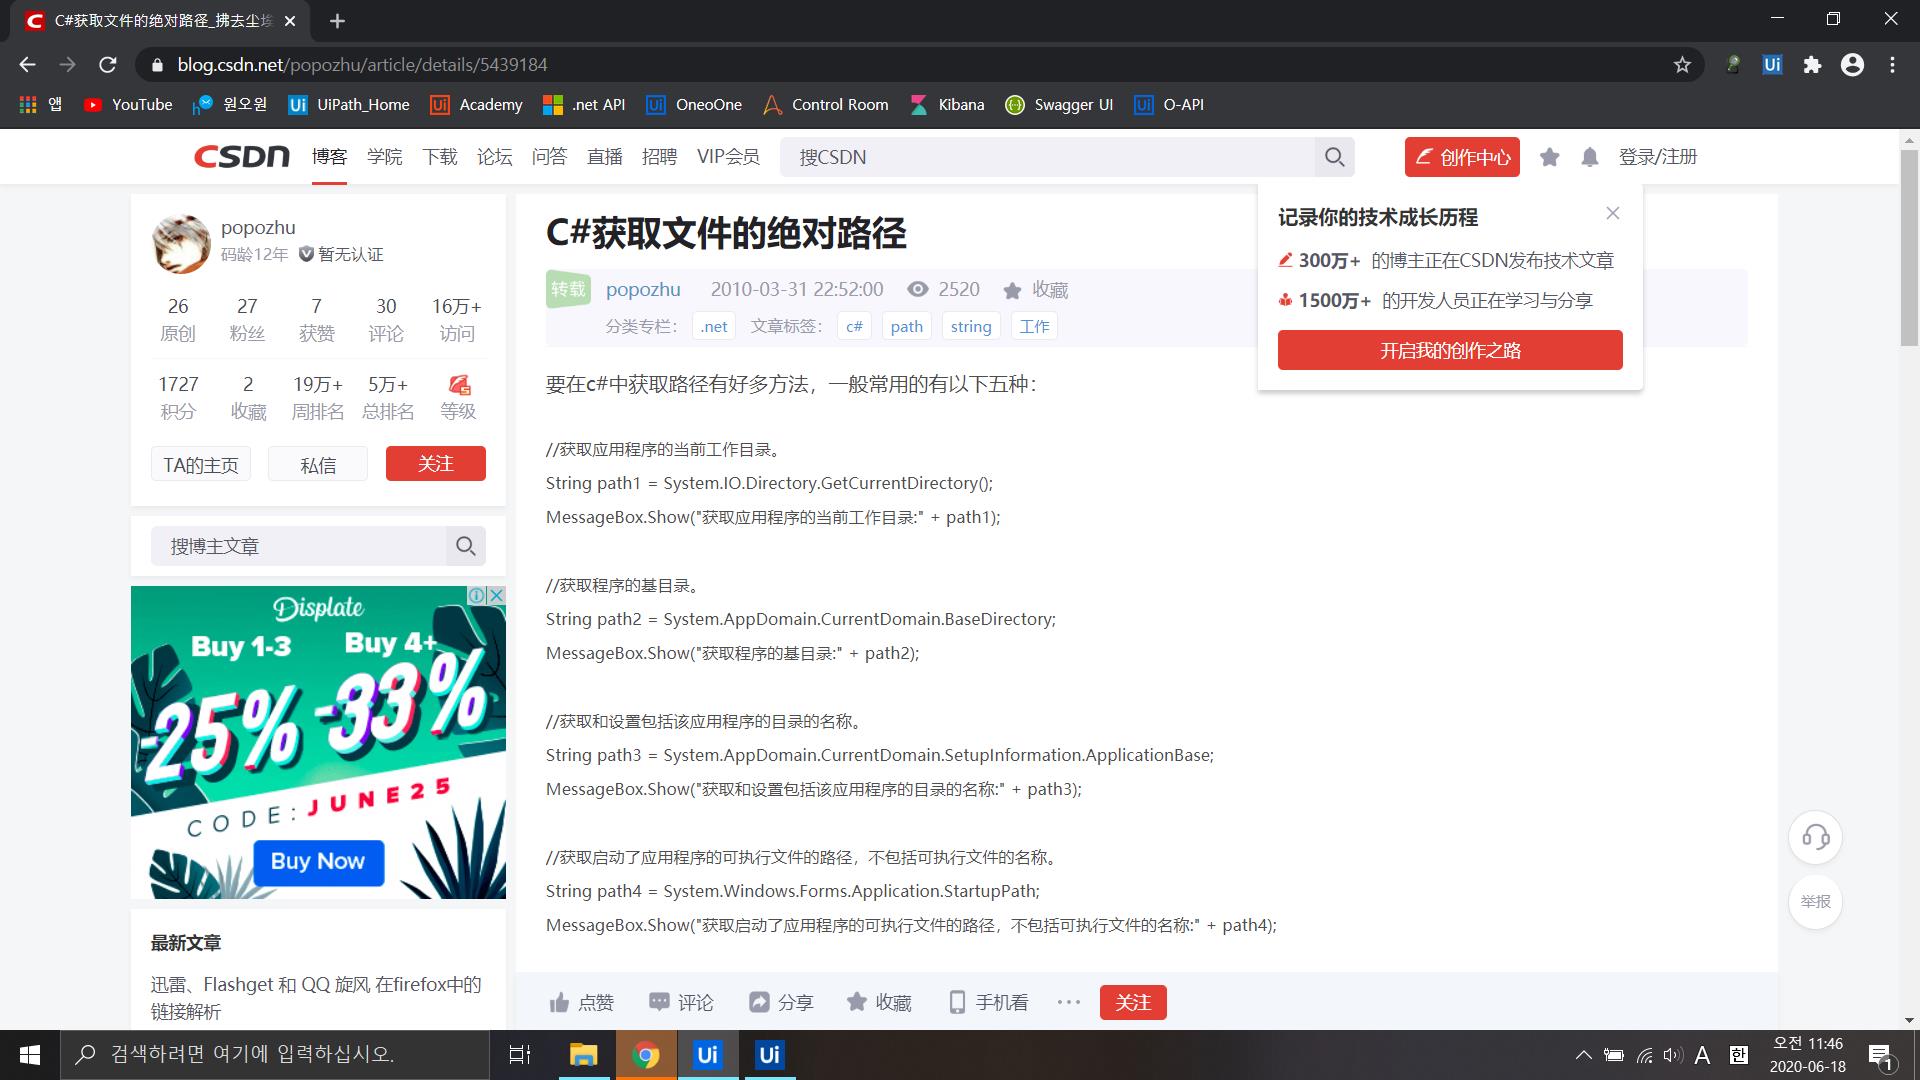 C#获取文件的绝对路径_拂去尘埃
blog.csdn.net/popozhu/article/details/5439184
앱 YouTube 원오원 UiPath_Home Academy .net API OneoOne Control Room Kibana Swagger UI O-API
CSDN 博客 学院 下载 论坛 问答 直播 招聘 VIP会员 搜CSDN 创作中心 登录/注册
popozhu
码龄12年 暂无认证
26 27 7 30 16万+
原创 粉丝 获赞 评论 访问
1727 2 19万+ 5万+
积分 收藏 周排名 总排名 等级
TA的主页 私信 关注
搜博主文章
Displate
Buy 1-3 Buy 4+
-25% -33%
CODE: JUNE25
Buy Now
最新文章
迅雷、Flashget 和 QQ 旋风 在firefox中的
链接解析
C#获取文件的绝对路径
转载 popozhu 2010-03-31 22:52:00 2520 收藏
分类专栏： .net 文章标签： c# path string 工作
要在c#中获取路径有好多方法，一般常用的有以下五种：
//获取应用程序的当前工作目录。
String path1 = System.IO.Directory.GetCurrentDirectory();
MessageBox.Show("获取应用程序的当前工作目录:" + path1);
//获取程序的基目录。
String path2 = System.AppDomain.CurrentDomain.BaseDirectory;
MessageBox.Show("获取程序的基目录:" + path2);
//获取和设置包括该应用程序的目录的名称。
String path3 = System.AppDomain.CurrentDomain.SetupInformation.ApplicationBase;
MessageBox.Show("获取和设置包括该应用程序的目录的名称:" + path3);
//获取启动了应用程序的可执行文件的路径，不包括可执行文件的名称。
String path4 = System.Windows.Forms.Application.StartupPath;
MessageBox.Show("获取启动了应用程序的可执行文件的路径，不包括可执行文件的名称:" + path4);
点赞 评论 分享 收藏 手机看 ··· 关注
记录你的技术成长历程
300万+ 的博主正在CSDN发布技术文章
1500万+ 的开发人员正在学习与分享
开启我的创作之路
举报
검색하려면 여기에 입력하십시오.
A 한 오전 11:46
2020-06-18
1